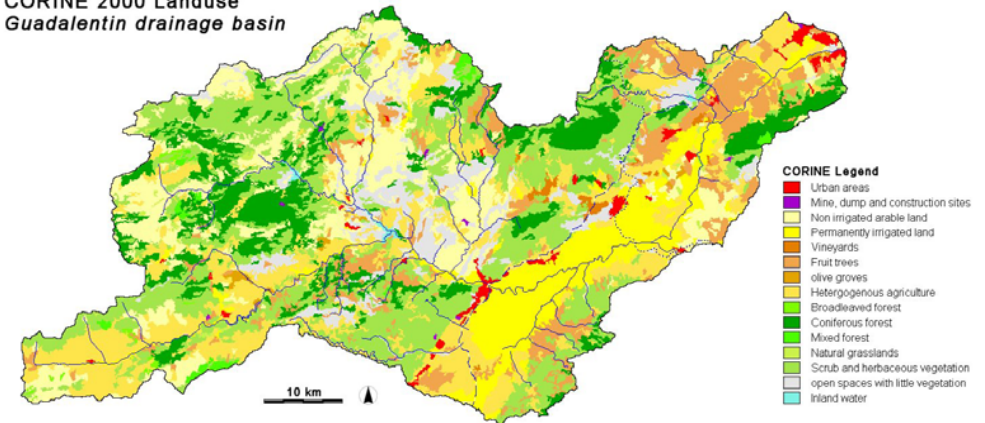 CORINE 2000 Landuse
Guadalentin drainage basin
CORINE Legend
Urban areas
Mine, dump and construction sites
Non irrigated arable land
Permanently irrigated land
Vineyards
Fruit trees
olive groves
Hetergogenous agriculture
Broadleaved forest
Coniferous forest
Mixed forest
Natural grasslands
Scrub and herbaceous vegetation
open spaces with little vegetation
Inland water
10 km